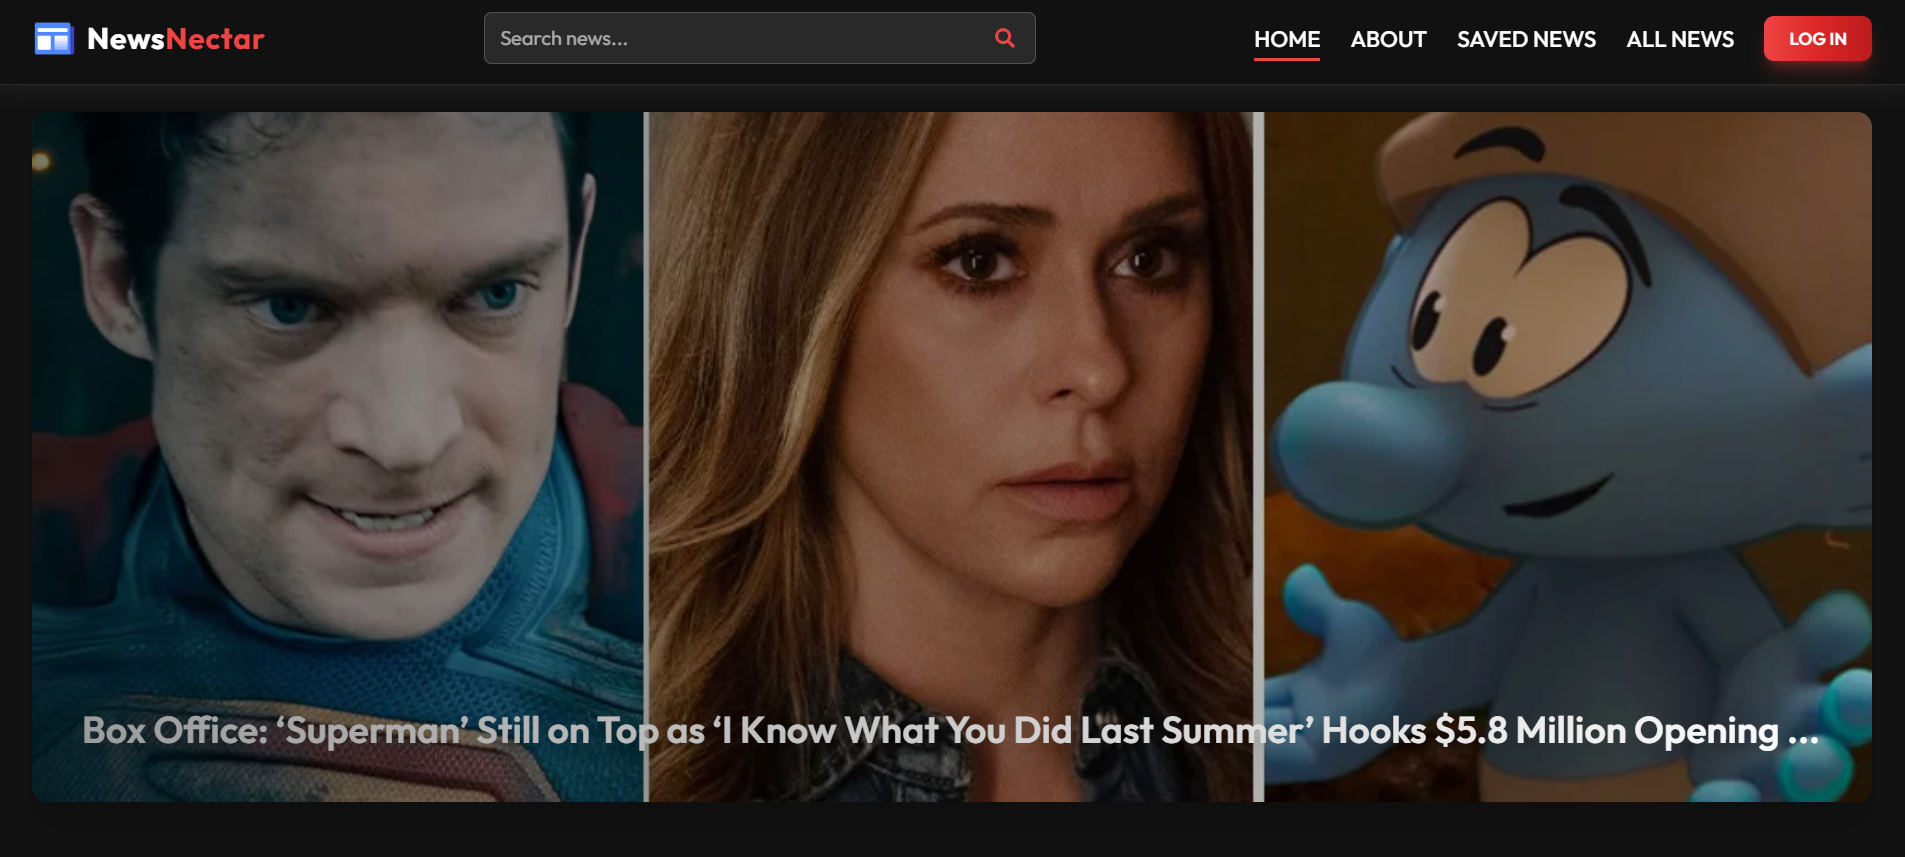 NewsNectar
Search news...
HOME
ABOUT
SAVED NEWS
ALL NEWS
LOG IN
Box Office: ‘Superman’ Still on Top as ‘I Know What You Did Last Summer’ Hooks $5.8 Million Opening ...